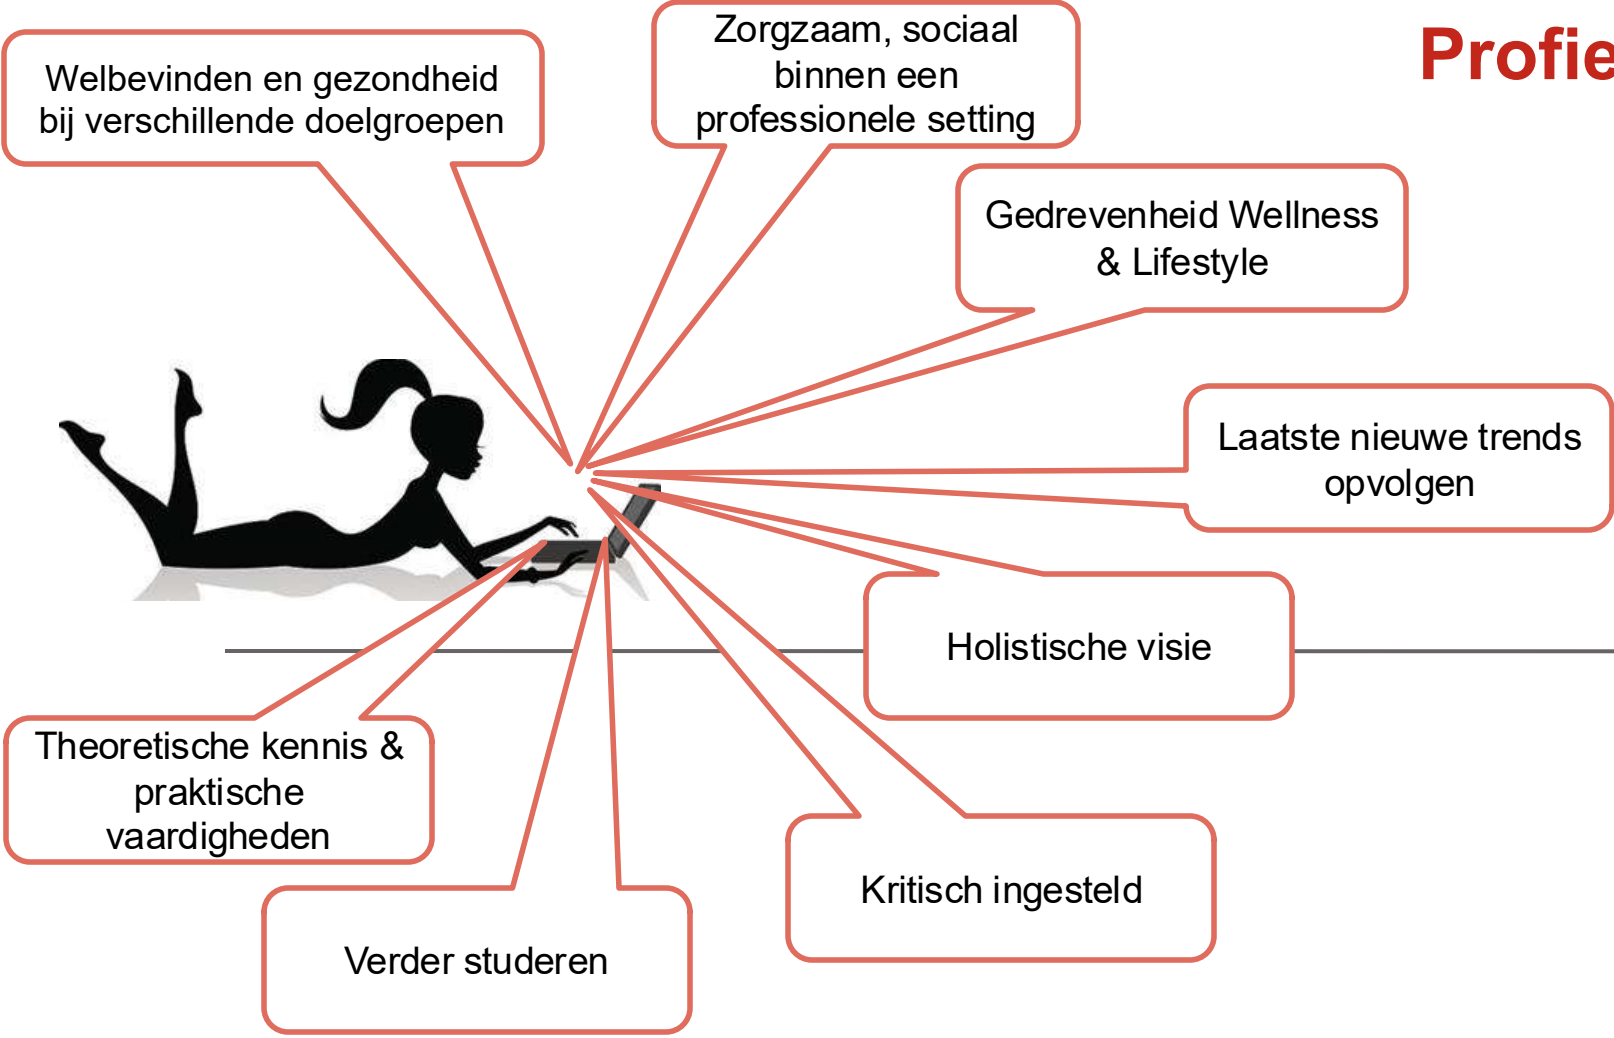 Profie
Welbevinden en gezondheid
bij verschillende doelgroepen
Zorgzaam, sociaal
binnen een
professionele setting
Gedrevenheid Wellness
& Lifestyle
Laatste nieuwe trends
opvolgen
Holistische visie
Kritisch ingesteld
Verder studeren
Theoretische kennis &
praktische
vaardigheden